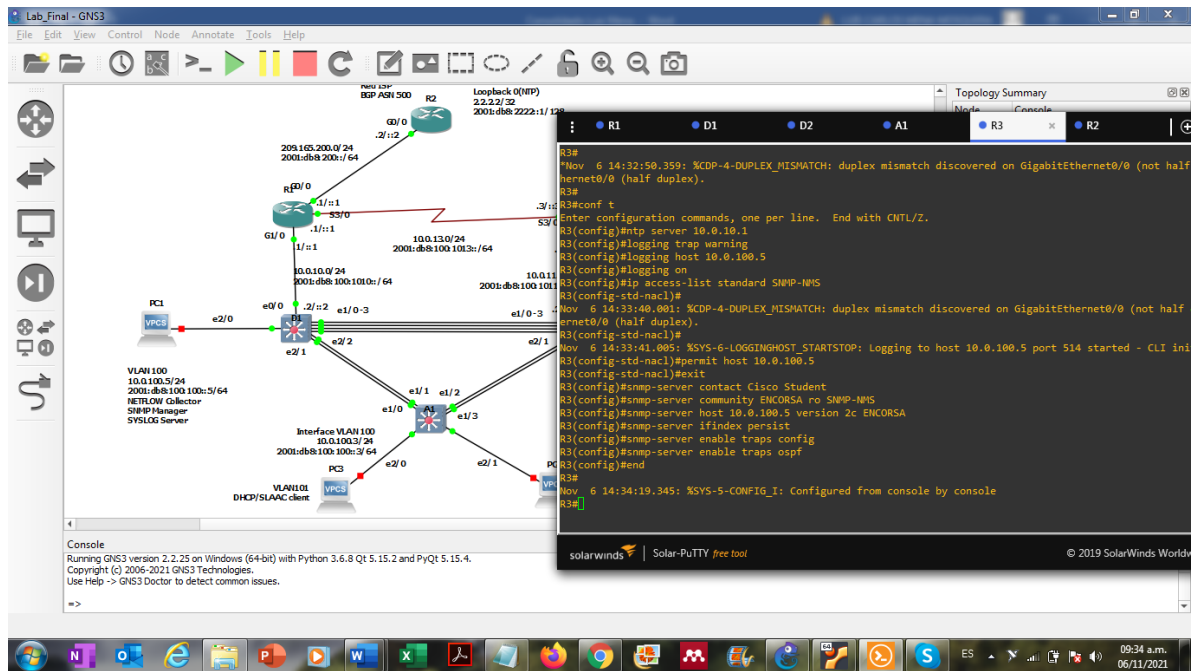 Lab_Final - GNS3
File Edit View Control Node Annotate Tools Help
BGP ASN 500
R2
Loopback 0(NTP)
2.2.2.2/32
2001:db8:2222::1/128
G0/0
.2/::2
209.165.200.0/24
2001:db8:200::/64
R1
G0/0
.1/::1
S3/0
.1/::1
G1/0
.1/::1
S3/0
10.0.13.0/24
2001:db8:100:1013::/64
10.0.10.0/24
2001:db8:100:1010::/64
10.0.11
2001:db8:100:1011
PC1
VPCS
e2/0
e0/0
.2/::2
D1
e1/0-3
e1/0-3
e2/2
e2/1
e2/1
VLAN 100
10.0.100.5/24
2001:db8:100:100::5/64
NETFLOW Collector
SNMP Manager
SYSLOG Server
e1/1
e1/2
e1/0
A1
e1/3
Interface VLAN 100
10.0.100.3/24
2001:db8:100:100::3/64
PC3
VPCS
e2/0
e2/1
VLAN101
DHCP/SLAAC client
Topology Summary
Node Console
R1 D1 D2 A1 R3 × R2
R3#
*Nov  6 14:32:50.359: %CDP-4-DUPLEX_MISMATCH: duplex mismatch discovered on GigabitEthernet0/0 (not half
hernet0/0 (half duplex).
R3#
R3#conf t
Enter configuration commands, one per line.  End with CNTL/Z.
R3(config)#ntp server 10.0.10.1
R3(config)#logging trap warning
R3(config)#logging host 10.0.100.5
R3(config)#logging on
R3(config)#ip access-list standard SNMP-NMS
R3(config-std-nacl)#
Nov  6 14:33:40.001: %CDP-4-DUPLEX_MISMATCH: duplex mismatch discovered on GigabitEthernet0/0 (not half
ernet0/0 (half duplex).
R3(config-std-nacl)#
Nov  6 14:33:41.005: %SYS-6-LOGGINGHOST_STARTSTOP: Logging to host 10.0.100.5 port 514 started - CLI ini
R3(config-std-nacl)#permit host 10.0.100.5
R3(config-std-nacl)#exit
R3(config)#snmp-server contact Cisco Student
R3(config)#snmp-server community ENCORSA ro SNMP-NMS
R3(config)#snmp-server host 10.0.100.5 version 2c ENCORSA
R3(config)#snmp-server ifindex persist
R3(config)#snmp-server enable traps config
R3(config)#snmp-server enable traps ospf
R3(config)#end
R3#
Nov  6 14:34:19.345: %SYS-5-CONFIG_I: Configured from console by console
R3#
solarwinds Solar-PuTTY free tool © 2019 SolarWinds Worldw
Console
Running GNS3 version 2.2.25 on Windows (64-bit) with Python 3.6.8 Qt 5.15.2 and PyQt 5.15.4.
Copyright (c) 2006-2021 GNS3 Technologies.
Use Help -> GNS3 Doctor to detect common issues.
=>
ES
09:34 a.m.
06/11/2021